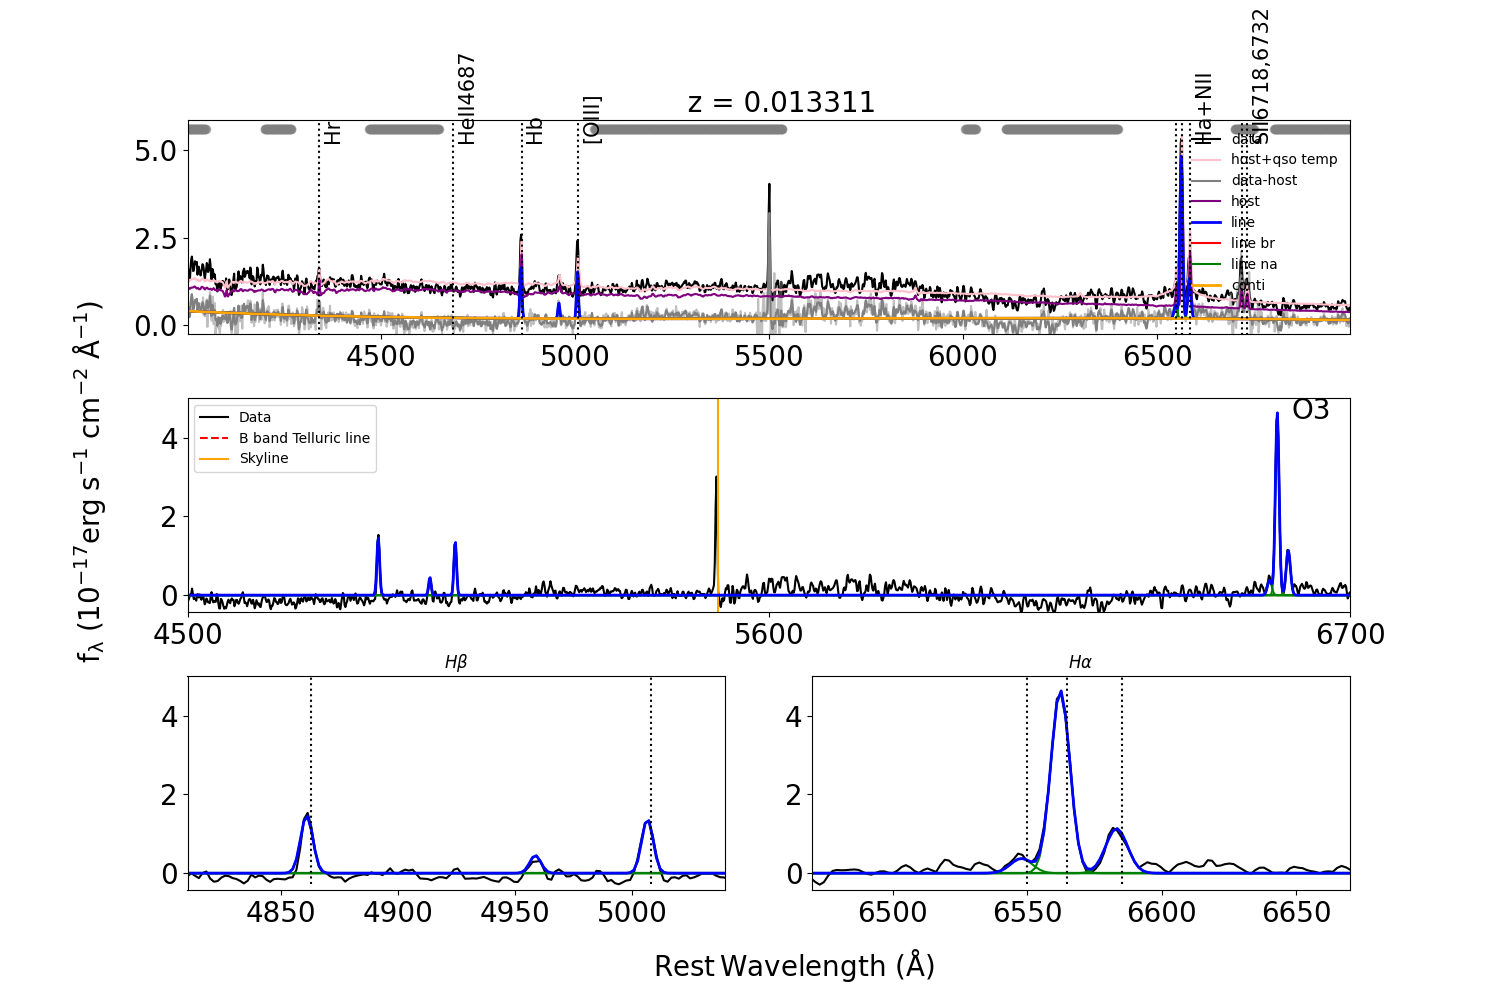 z = 0.013311
Hr
HeII4687
Hb
[OIII]
Ha+NII
SII6718,6732
data
host+qso temp
data-host
host
line
line br
line na
conti
5.0
2.5
0.0
4500 5000 5500 6000 6500
fλ (10⁻¹⁷erg s⁻¹ cm⁻² Å⁻¹)
Data
B band Telluric line
Skyline
O3
4
2
0
4500 5600 6700
Hβ
4
2
0
4850 4900 4950 5000
Hα
4
2
0
6500 6550 6600 6650
Rest Wavelength (Å)